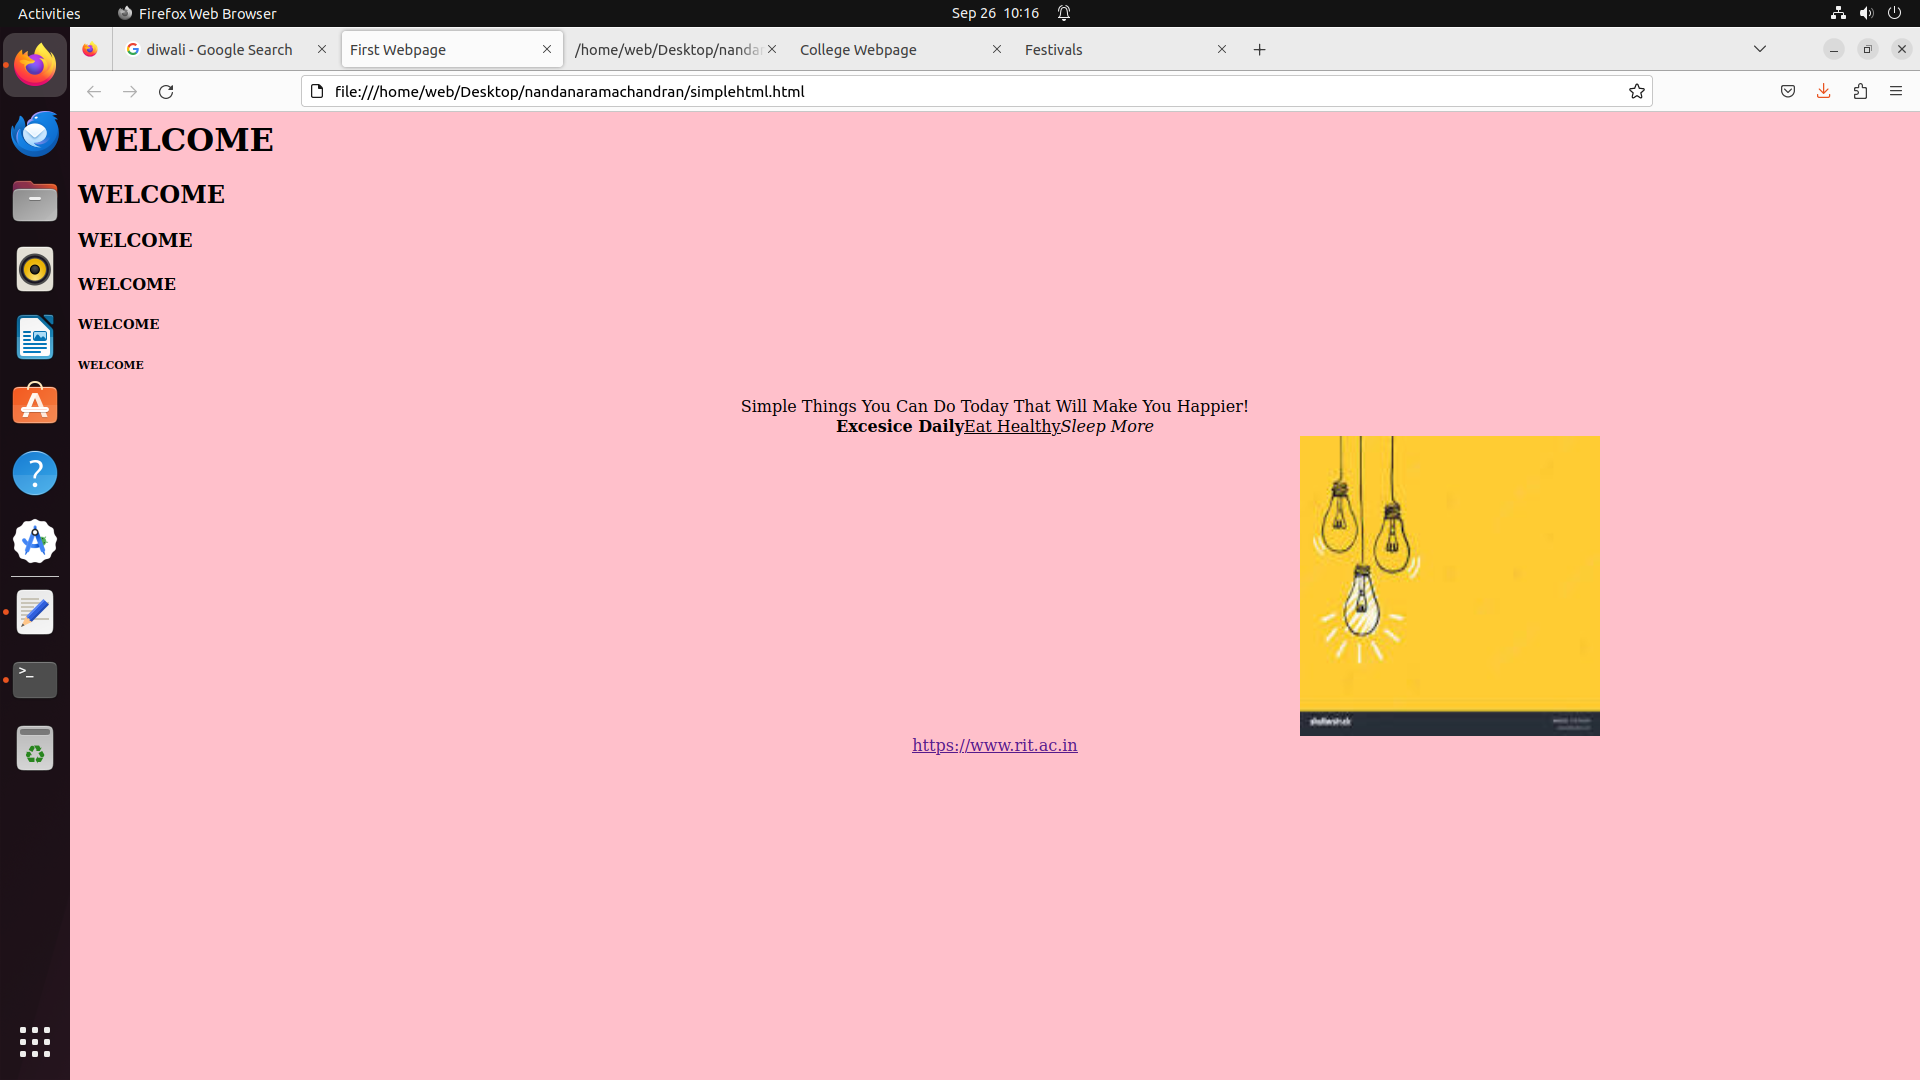 Activities Firefox Web Browser Sep 26 10:16
diwali - Google Search First Webpage /home/web/Desktop/nanda College Webpage Festivals
file:///home/web/Desktop/nandanaramachandran/simplehtml.html
WELCOME
WELCOME
WELCOME
WELCOME
WELCOME
WELCOME
Simple Things You Can Do Today That Will Make You Happier!
Excesice DailyEat HealthySleep More
shutterstock
https://www.rit.ac.in